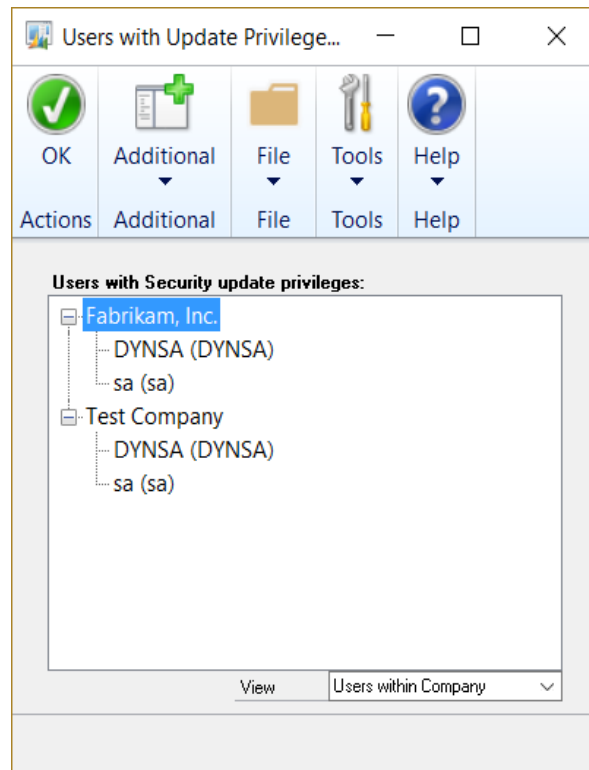 Users with Update Privilege...
OK Additional File Tools Help
Actions Additional File Tools Help
Users with Security update privileges:
Fabrikam, Inc.
DYNSA (DYNSA)
sa (sa)
Test Company
DYNSA (DYNSA)
sa (sa)
View Users within Company